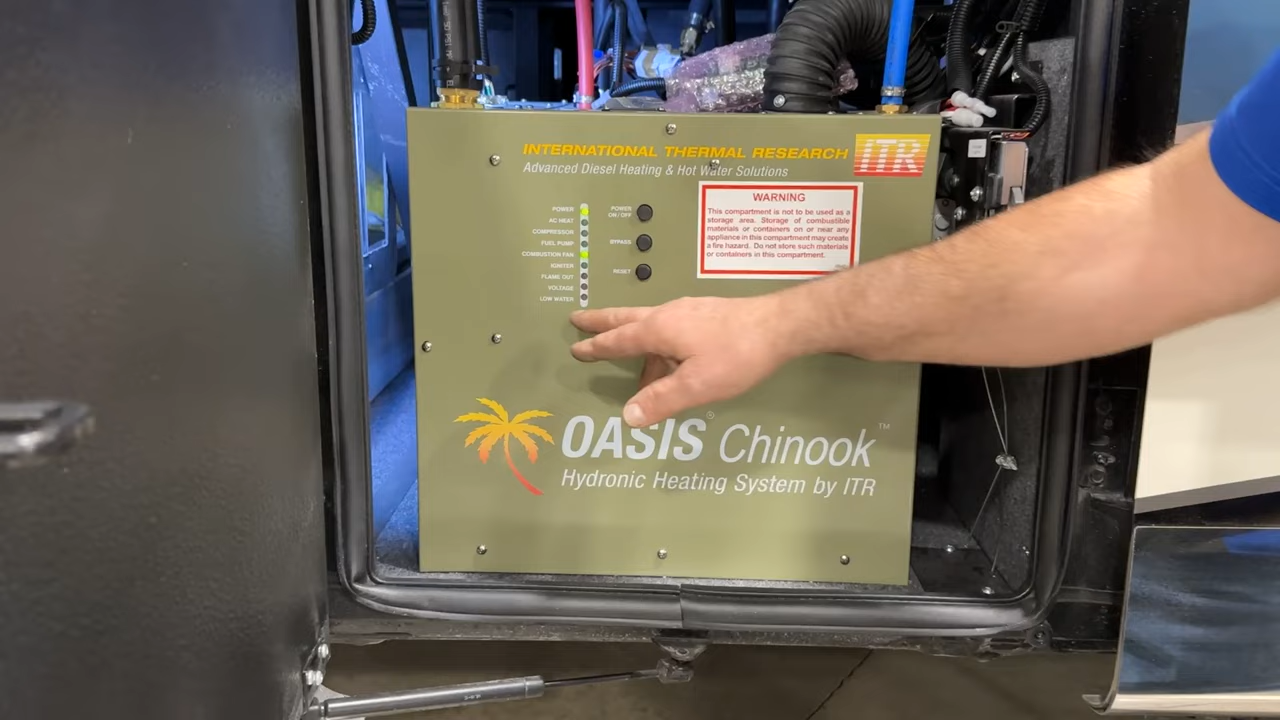 INTERNATIONAL THERMAL RESEARCH
ITR
Advanced Diesel Heating & Hot Water Solutions
POWER
AC HEAT
COMPRESSOR
FUEL PUMP
COMBUSTION FAN
IGNITER
FLAME OUT
VOLTAGE
LOW WATER
POWER
ON / OFF
BYPASS
RESET
WARNING
This compartment is not to be used as a
storage area. Storage of combustible
materials or containers on or near any
appliance in this compartment may create
a fire hazard. Do not store such materials
or containers in this compartment.
OASIS® Chinook™
Hydronic Heating System by ITR